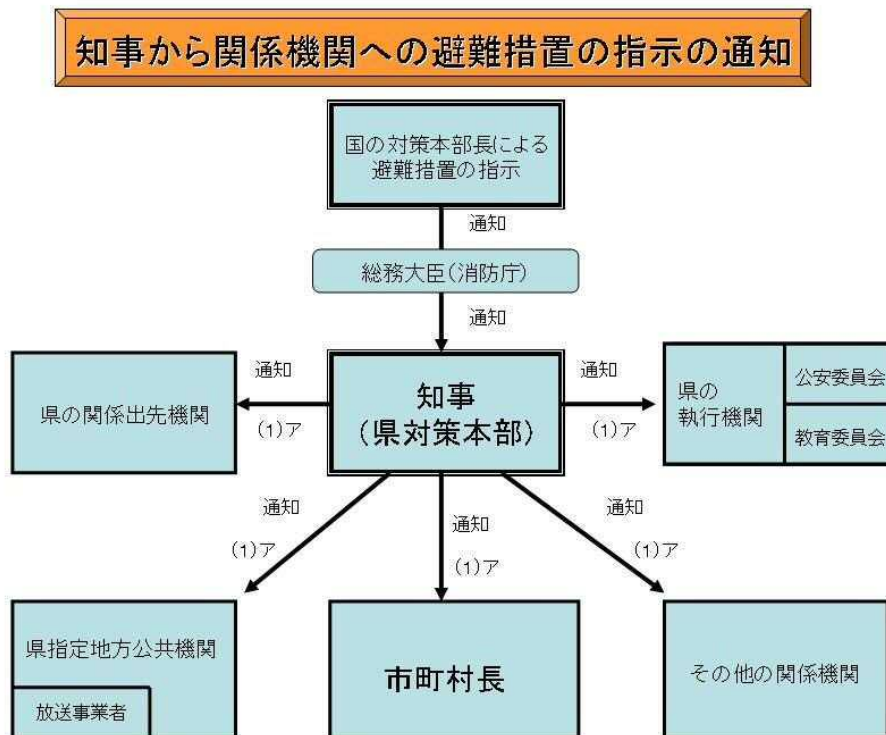 知事から関係機関への避難措置の指示の通知
国の対策本部長による
避難措置の指示
通知
総務大臣(消防庁)
通知
通知
通知
県の関係出先機関
知事
(県対策本部)
県の
執行機関
公安委員会
教育委員会
(1)ア
(1)ア
通知
通知
通知
(1)ア
(1)ア
(1)ア
県指定地方公共機関
放送事業者
市町村長
その他の関係機関